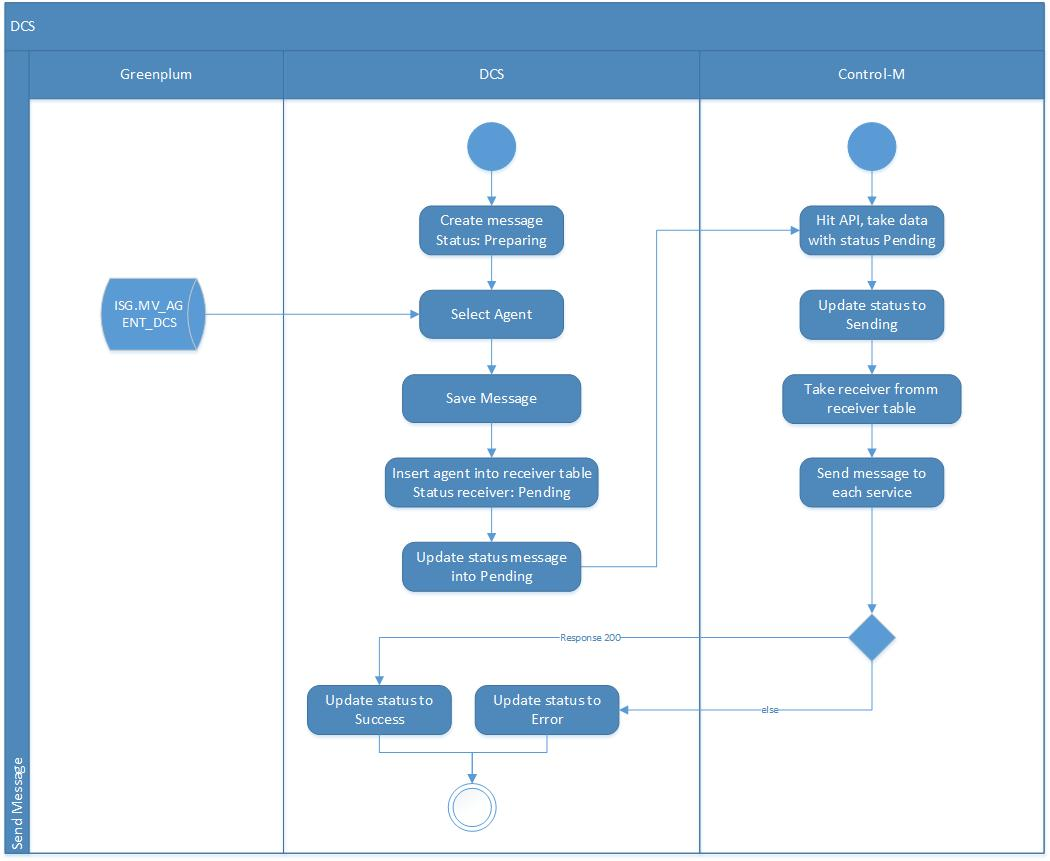 DCS
Greenplum
DCS
Control-M
Create message
Status: Preparing
Hit API, take data
with status Pending
ISG.MV_AG
ENT_DCS
Select Agent
Update status to
Sending
Save Message
Take receiver fromm
receiver table
Insert agent into receiver table
Status receiver: Pending
Send message to
each service
Update status message
into Pending
Response 200
Update status to
Success
Update status to
Error
else
Send Message